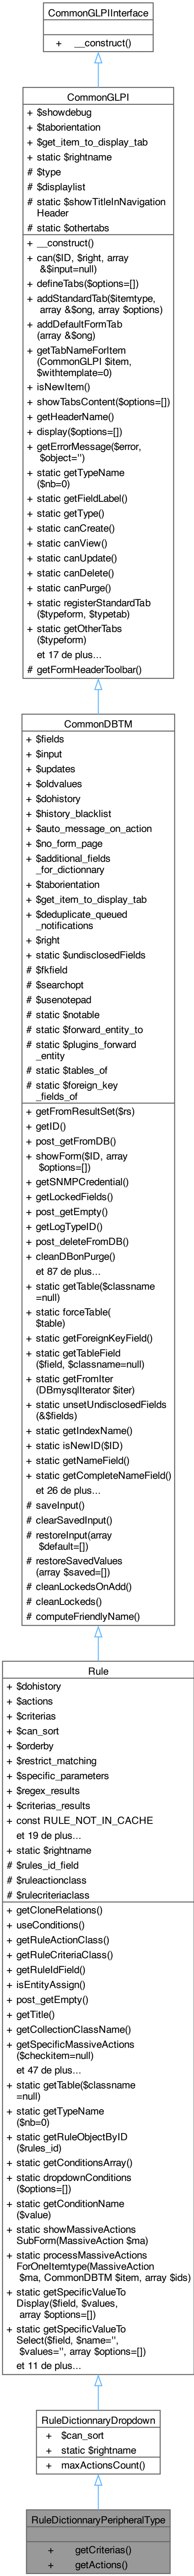 CommonGLPIInterface
+ __construct()
CommonGLPI
+ $showdebug
+ $taborientation
+ $get_item_to_display_tab
+ static $rightname
# $type
# $displaylist
# static $showTitleInNavigation
Header
# static $othertabs
+ __construct()
+ can($ID, $right, array
&$input=null)
+ defineTabs($options=[])
+ addStandardTab($itemtype,
array &$ong, array $options)
+ addDefaultFormTab
(array &$ong)
+ getTabNameForItem
(CommonGLPI $item,
$withtemplate=0)
+ isNewItem()
+ showTabsContent($options=[])
+ getHeaderName()
+ display($options=[])
+ getErrorMessage($error,
$object='')
+ static getTypeName
($nb=0)
+ static getFieldLabel()
+ static getType()
+ static canCreate()
+ static canView()
+ static canUpdate()
+ static canDelete()
+ static canPurge()
+ static registerStandardTab
($typeform, $typetab)
+ static getOtherTabs
($typeform)
et 17 de plus...
# getFormHeaderToolbar()
CommonDBTM
+ $fields
+ $input
+ $updates
+ $oldvalues
+ $dohistory
+ $history_blacklist
+ $auto_message_on_action
+ $no_form_page
+ $additional_fields
_for_dictionnary
+ $taborientation
+ $get_item_to_display_tab
+ $deduplicate_queued
_notifications
+ $right
+ static $undisclosedFields
# $fkfield
# $searchopt
# $usenotepad
# static $notable
# static $forward_entity_to
# static $plugins_forward
_entity
# static $tables_of
# static $foreign_key
_fields_of
+ getFromResultSet($rs)
+ getID()
+ post_getFromDB()
+ showForm($ID, array
$options=[])
+ getSNMPCredential()
+ getLockedFields()
+ post_getEmpty()
+ getLogTypeID()
+ post_deleteFromDB()
+ cleanDBonPurge()
et 87 de plus...
+ static getTable($classname
=null)
+ static forceTable(
$table)
+ static getForeignKeyField()
+ static getTableField
($field, $classname=null)
+ static getFromIter
(DBmysqlIterator $iter)
+ static unsetUndisclosedFields
(&$fields)
+ static getIndexName()
+ static isNewID($ID)
+ static getNameField()
+ static getCompleteNameField()
et 26 de plus...
# saveInput()
# clearSavedInput()
# restoreInput(array
$default=[])
# restoreSavedValues
(array $saved=[])
# cleanLockedsOnAdd()
# cleanLockeds()
# computeFriendlyName()
Rule
+ $dohistory
+ $actions
+ $criterias
+ $can_sort
+ $orderby
+ $restrict_matching
+ $specific_parameters
+ $regex_results
+ $criterias_results
+ const RULE_NOT_IN_CACHE
et 19 de plus...
+ static $rightname
# $rules_id_field
# $ruleactionclass
# $rulecriteriaclass
+ getCloneRelations()
+ useConditions()
+ getRuleActionClass()
+ getRuleCriteriaClass()
+ getRuleIdField()
+ isEntityAssign()
+ post_getEmpty()
+ getTitle()
+ getCollectionClassName()
+ getSpecificMassiveActions
($checkitem=null)
et 47 de plus...
+ static getTable($classname
=null)
+ static getTypeName
($nb=0)
+ static getRuleObjectByID
($rules_id)
+ static getConditionsArray()
+ static dropdownConditions
($options=[])
+ static getConditionName
($value)
+ static showMassiveActions
SubForm(MassiveAction $ma)
+ static processMassiveActions
ForOneItemtype(MassiveAction
$ma, CommonDBTM $item, array $ids)
+ static getSpecificValueTo
Display($field, $values,
array $options=[])
+ static getSpecificValueTo
Select($field, $name='',
$values='', array $options=[])
et 11 de plus...
RuleDictionnaryDropdown
+ $can_sort
+ static $rightname
+ maxActionsCount()
RuleDictionnaryPeripheralType
+ getCriterias()
+ getActions()